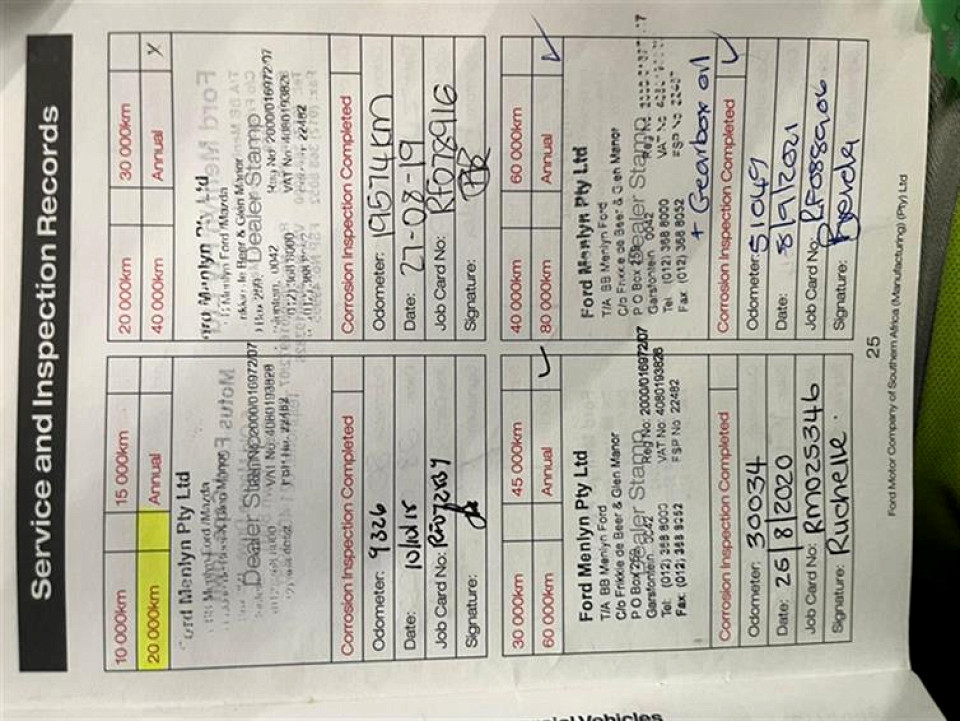 Service and Inspection Records
10 000km 15 000km
20 000km Annual
Ford Menlyn Pty Ltd
Dealer Stamp
Corrosion Inspection Completed
Odometer: 9326
Date: 10/10/18
Job Card No:
Signature:
20 000km 30 000km
40 000km Annual X
Ford Menlyn Pty Ltd
Dealer Stamp
Reg No 2000/016972/07
VAT No: 4080193828
22482
Corrosion Inspection Completed
Odometer: 19574km
Date: 27-08-19
Job Card No: RF078916
Signature:
30 000km 45 000km
60 000km Annual ✓
Ford Menlyn Pty Ltd
T/A BB Menlyn Ford
C/o Frikkie de Beer & Glen Manor
P O Box
Dealer Stamp
Garsfontein 0042
Tel: (012) 368 8000
Fax: (012) 368 8052
Reg No: 2000/016972/07
VAT No: 4080193828
FSP No 22482
Corrosion Inspection Completed
Odometer: 30034
Date: 25/8/2020
Job Card No: RM025346
Signature: Ruchelle.
40 000km 60 000km
80 000km Annual ✓
Ford Menlyn Pty Ltd
T/A BB Menlyn Ford
C/o Frikkie de Beer & Glen Manor
P O Box
Dealer Stamp
Garsfontein 0042
Tel (012) 368 8000
Fax (012) 368 8052
+ Gearbox oil
Corrosion Inspection Completed ✓
Odometer: 51049
Date: 8/9/2021
Job Card No: RF088906
Signature:
25
Ford Motor Company of Southern Africa (Manufacturing) (Pty) Ltd
Vehicles